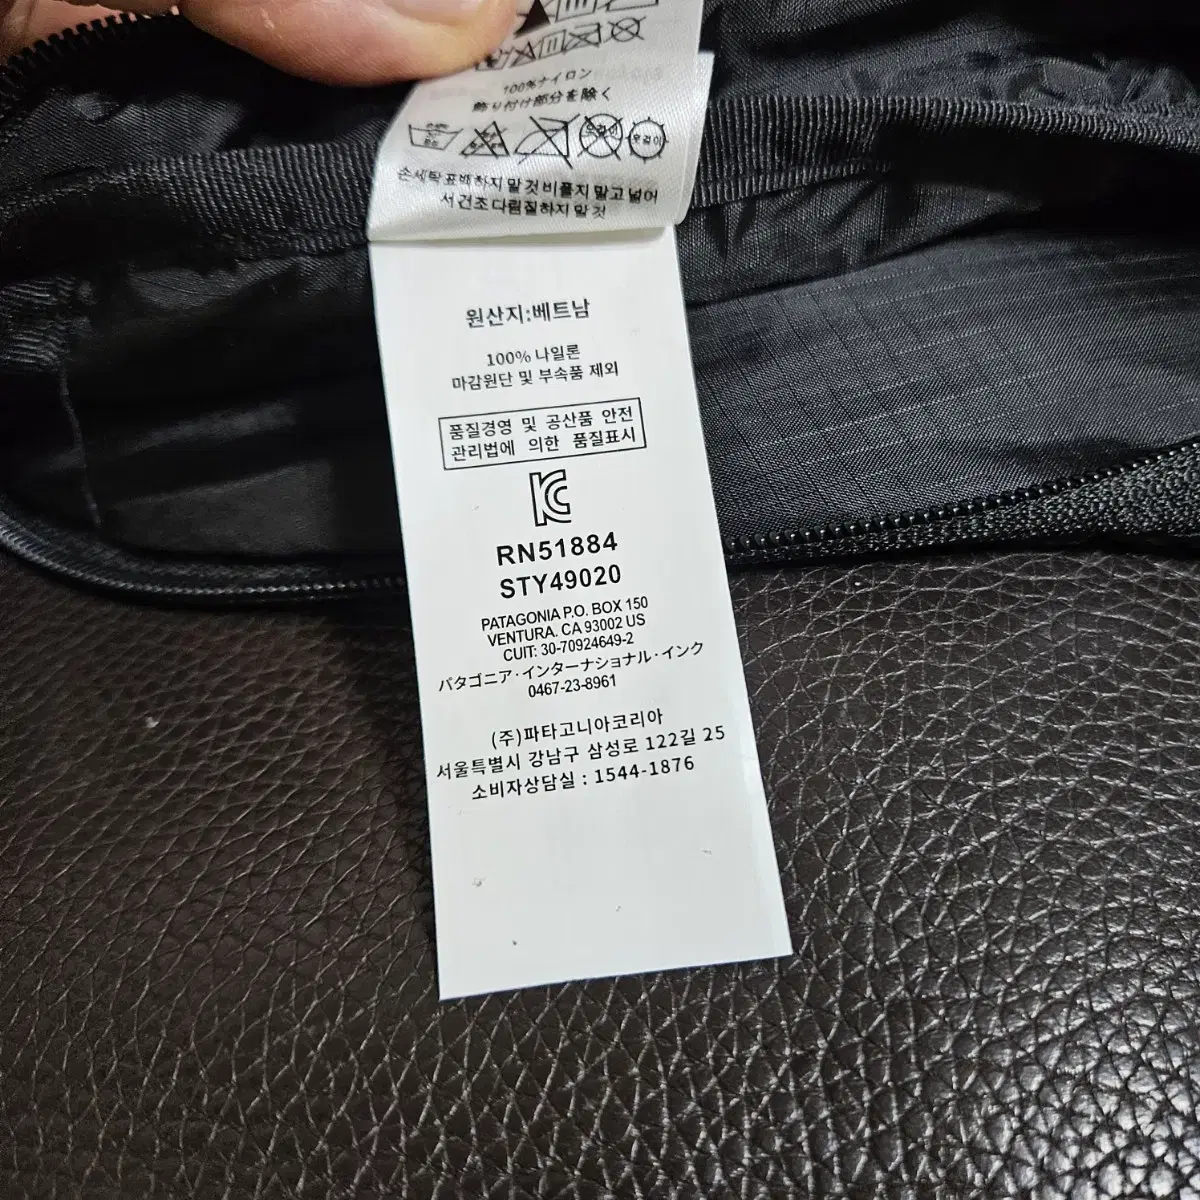 100%ナイロン
飾り付け部分を除く
손세탁표백하지말것비틀지말고널어
서건조다림질하지말것
원산지:베트남
100% 나일론
마감원단 및 부속품 제외
품질경영 및 공산품 안전
관리법에 의한 품질표시
KC
RN51884
STY49020
PATAGONIA P.O. BOX 150
VENTURA. CA 93002 US
CUIT: 30-70924649-2
パタゴニア·インターナショナル·インク
0467-23-8961
(주)파타고니아코리아
서울특별시 강남구 삼성로 122길 25
소비자상담실 : 1544-1876